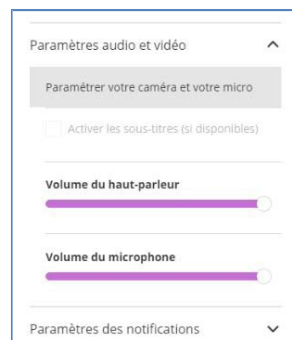 Paramètres audio et vidéo
Paramétrer votre caméra et votre micro
Activer les sous-titres (si disponibles)
Volume du haut-parleur
Volume du microphone
Paramètres des notifications